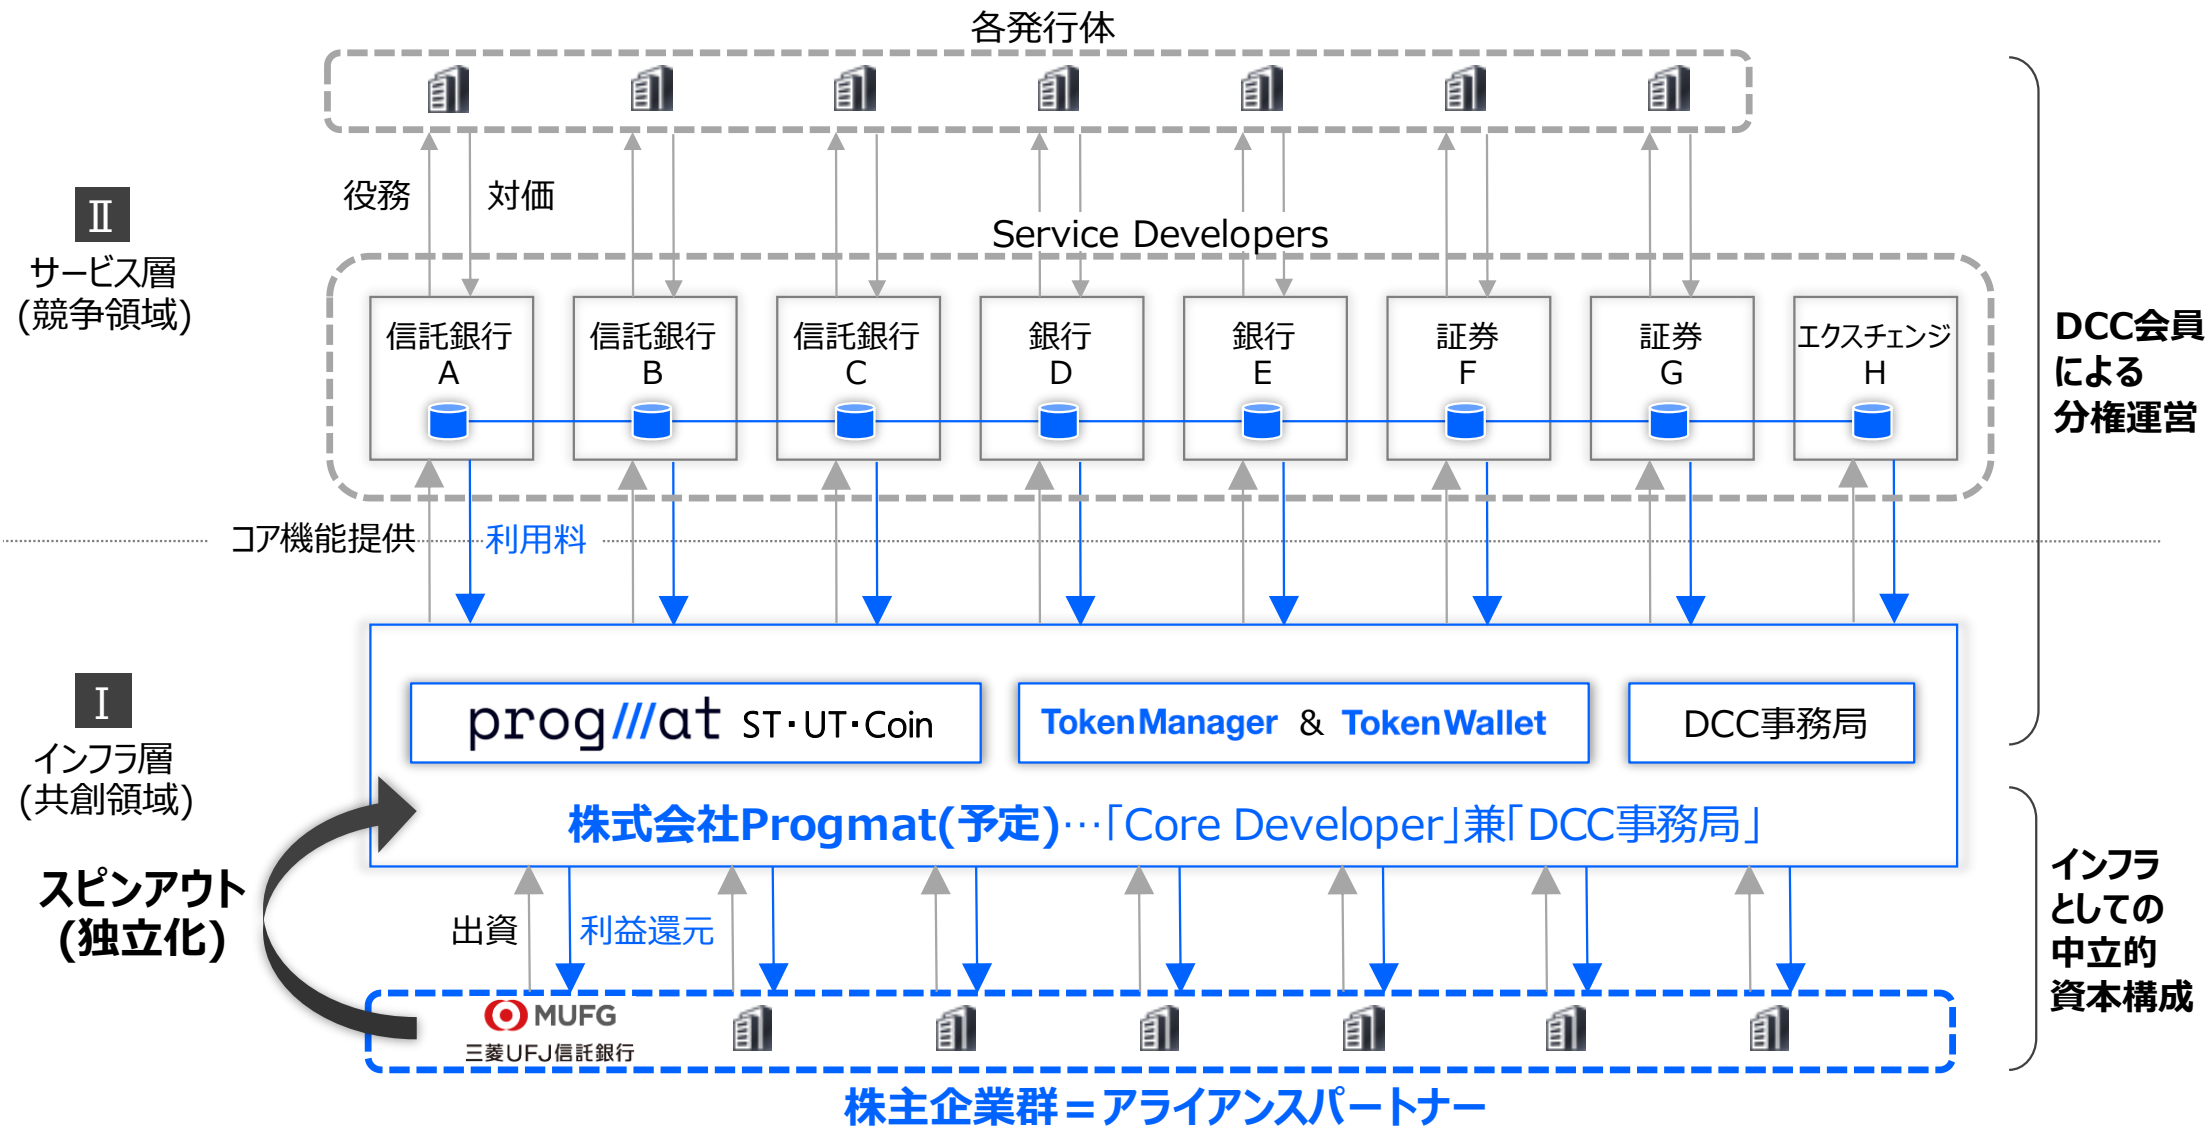 各発行体
役務
対価
Ⅱ
サービス層
(競争領域)
Service Developers
信託銀行
A
信託銀行
B
信託銀行
C
銀行
D
銀行
E
証券
F
証券
G
エクスチェンジ
H
DCC会員
による
分権運営
コア機能提供
利用料
Ⅰ
インフラ層
(共創領域)
progmat ST・UT・Coin
Token Manager & Token Wallet
DCC事務局
株式会社Progmat(予定)…「Core Developer」兼「DCC事務局」
スピンアウト
(独立化)
出資
利益還元
インフラ
としての
中立的
資本構成
MUFG
三菱UFJ信託銀行
株主企業群＝アライアンスパートナー